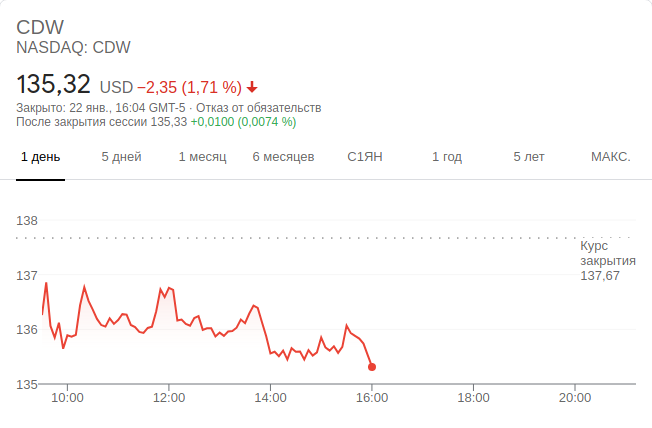 CDW
NASDAQ: CDW
135,32 USD −2,35 (1,71 %)
Закрыто: 22 янв., 16:04 GMT-5 · Отказ от обязательств
После закрытия сессии 135,33 +0,0100 (0,0074 %)
1 день 5 дней 1 месяц 6 месяцев С1ЯН 1 год 5 лет МАКС.
138
Курс
закрытия
137,67
137
136
135
10:00 12:00 14:00 16:00 18:00 20:00